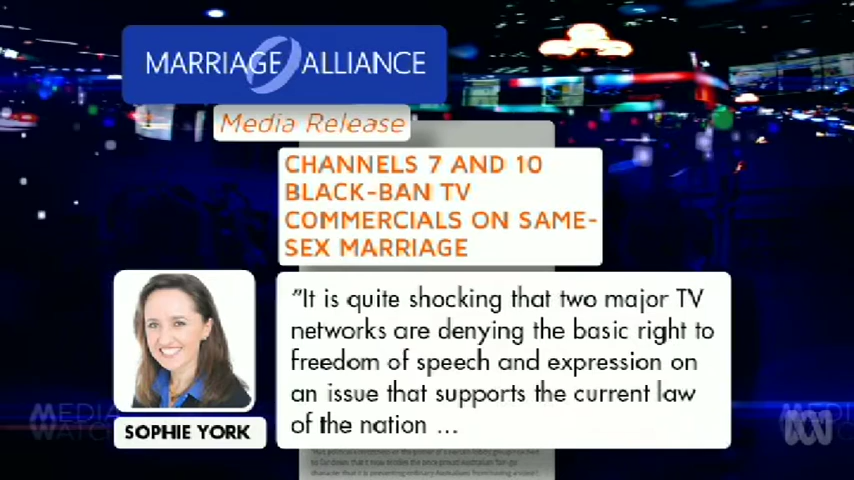 MARRIAGE ALLIANCE
Media Release
CHANNELS 7 AND 10
BLACK-BAN TV
COMMERCIALS ON SAME-
SEX MARRIAGE
"It is quite shocking that two major TV
networks are denying the basic right to
freedom of speech and expression on
an issue that supports the current law
of the nation ...
SOPHIE YORK
MEDIA
WATCH